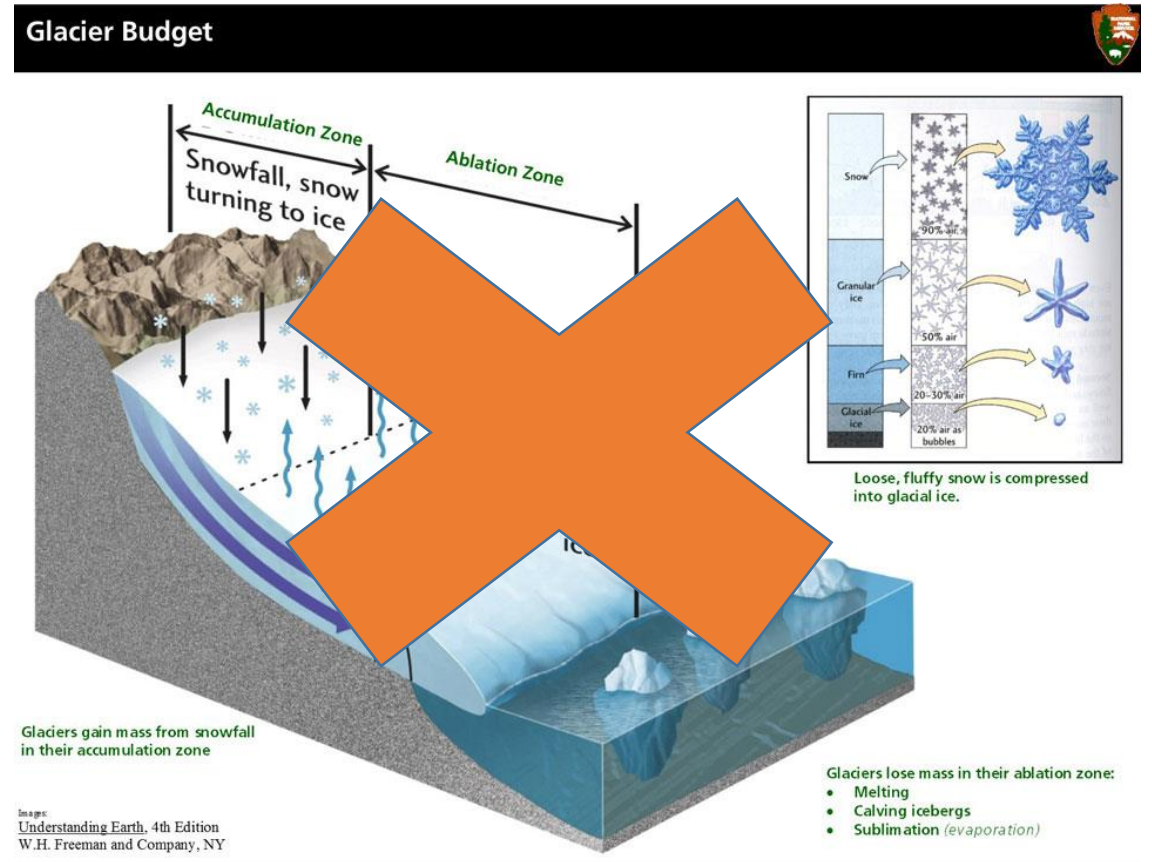 Glacier Budget
Accumulation Zone
Snowfall, snow
turning to ice
Ablation Zone
Snow
90% air
Granular
ice
50% air
Firn
20–30% air
Glacial
ice
20% air as
bubbles
Loose, fluffy snow is compressed
into glacial ice.
Glaciers gain mass from snowfall
in their accumulation zone
Glaciers lose mass in their ablation zone:
• Melting
• Calving icebergs
• Sublimation (evaporation)
Images:
Understanding Earth, 4th Edition
W.H. Freeman and Company, NY